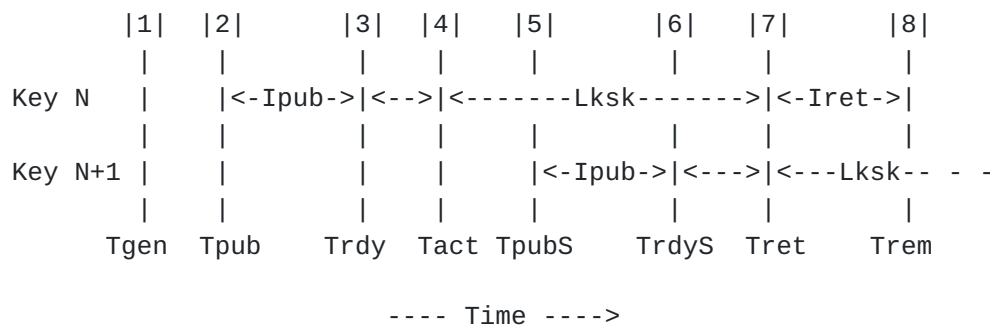 |1| |2| |3| |4| |5| |6| |7| |8|
| | | | | | | |
Key N | |<-Ipub->|<-->|<-------Lksk------->|<-Iret->|
| | | | | | | |
Key N+1 | | | | |<-Ipub->|<--->|<---Lksk-- - -
| | | | | | | |
Tgen Tpub Trdy Tact TpubS TrdyS Tret Trem
---- Time ---->